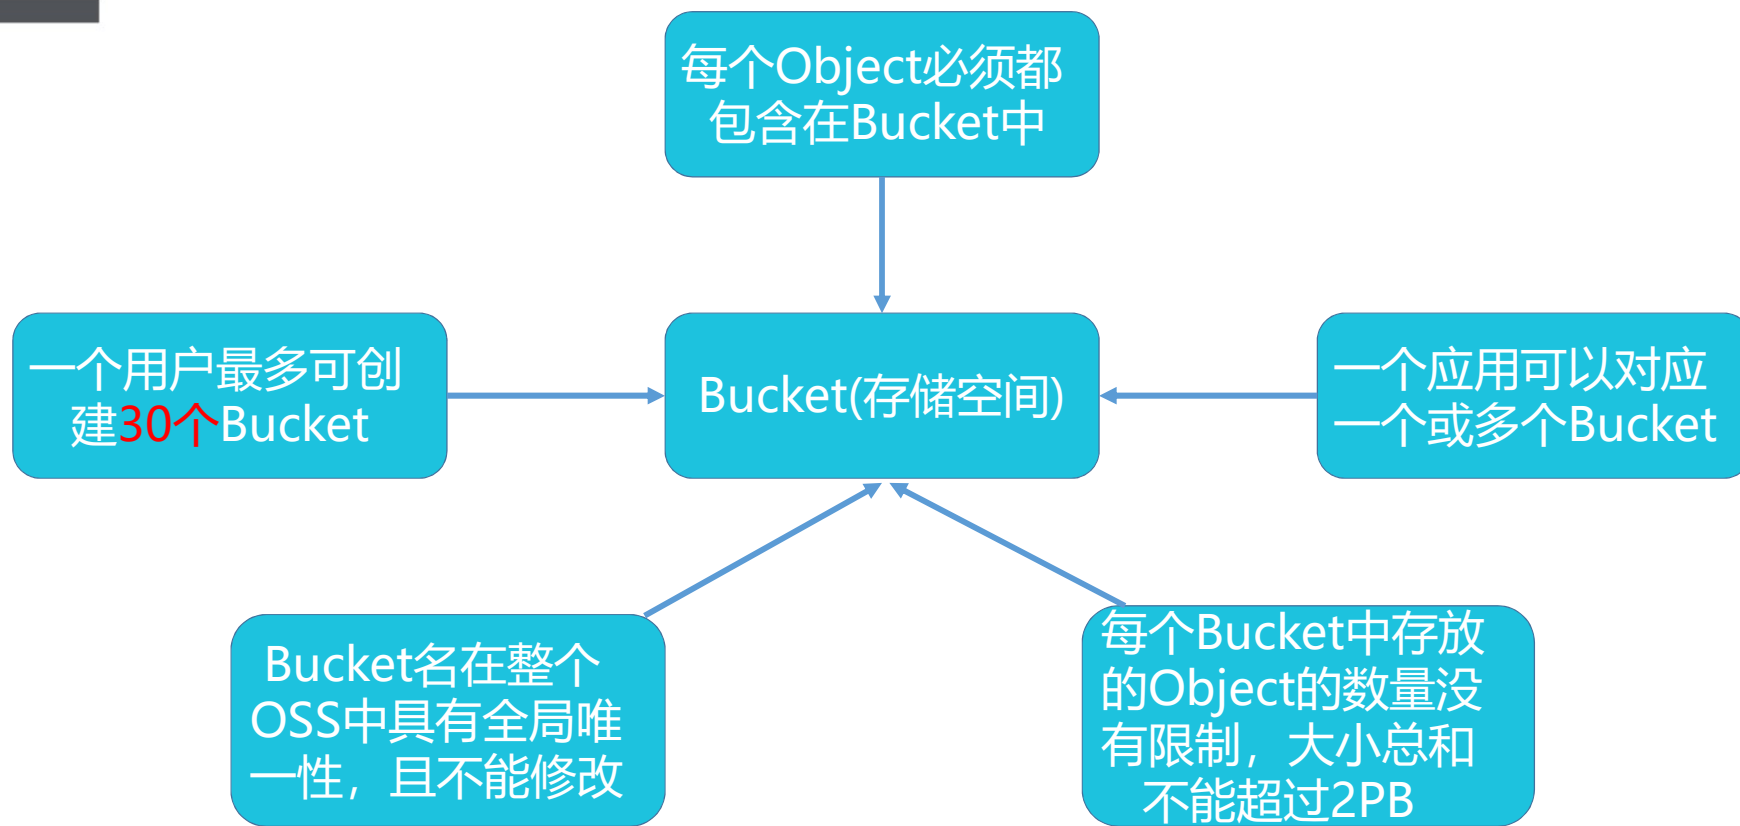 每个Object必须都
包含在Bucket中
一个用户最多可创
建30个Bucket
Bucket(存储空间)
一个应用可以对应
一个或多个Bucket
Bucket名在整个
OSS中具有全局唯
一性，且不能修改
每个Bucket中存放
的Object的数量没
有限制，大小总和
不能超过2PB